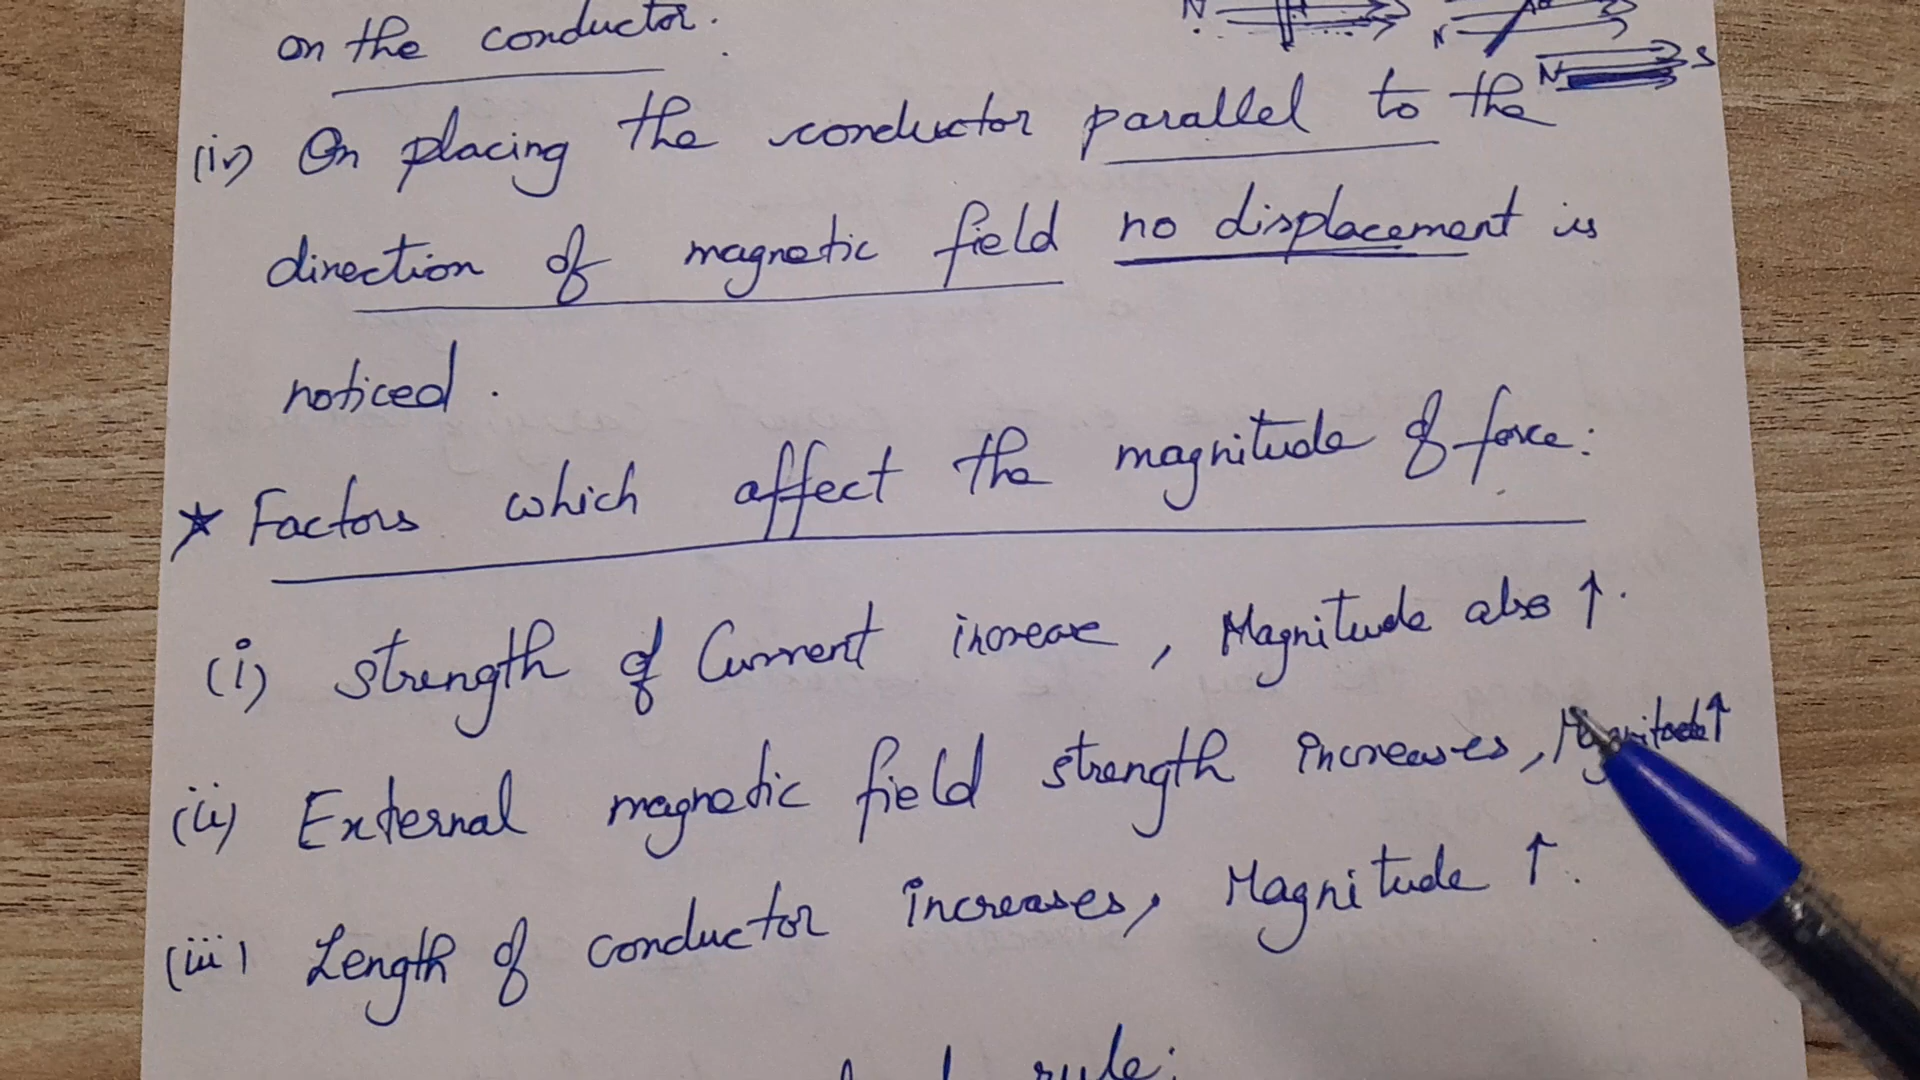 on the conductor.
N
N
N S
(iv) On placing the conductor parallel to the
direction of magnetic field no displacement is
noticed.
★ Factors which affect the magnitude of force:
(i) Strength of Current increase, Magnitude also ↑.
(ii) External magnetic field strength increases, Magnitude ↑
(iii) Length of conductor increases, Magnitude ↑.
rule: